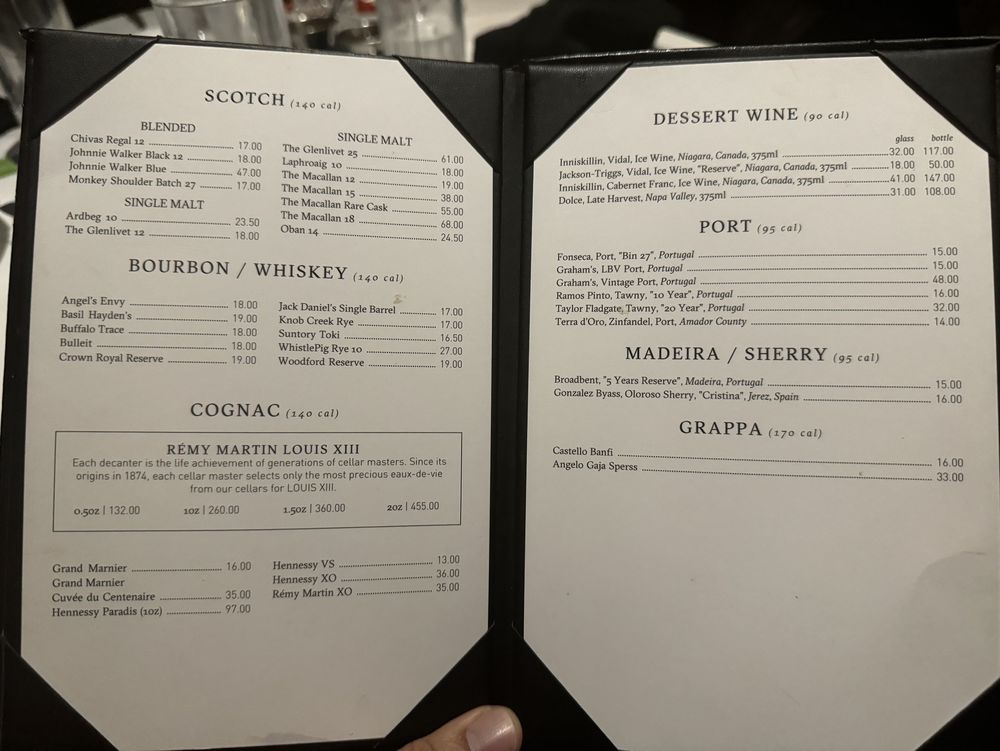 SCOTCH (140 cal)
BLENDED
Chivas Regal 12 17.00
Johnnie Walker Black 12 18.00
Johnnie Walker Blue 47.00
Monkey Shoulder Batch 27 17.00
SINGLE MALT
Ardbeg 10 23.50
The Glenlivet 12 18.00
SINGLE MALT
The Glenlivet 25 61.00
Laphroaig 10 18.00
The Macallan 12 19.00
The Macallan 15 38.00
The Macallan Rare Cask 55.00
The Macallan 18 68.00
Oban 14 24.50
BOURBON / WHISKEY (140 cal)
Angel's Envy 18.00
Basil Hayden's 19.00
Buffalo Trace 18.00
Bulleit 18.00
Crown Royal Reserve 19.00
Jack Daniel's Single Barrel 17.00
Knob Creek Rye 17.00
Suntory Toki 16.50
WhistlePig Rye 10 27.00
Woodford Reserve 19.00
COGNAC (140 cal)
RÉMY MARTIN LOUIS XIII
Each decanter is the life achievement of generations of cellar masters. Since its
origins in 1874, each cellar master selects only the most precious eaux-de-vie
from our cellars for LOUIS XIII.
0.5oz | 132.00 1oz | 260.00 1.5oz | 360.00 2oz | 455.00
Grand Marnier 16.00
Grand Marnier
Cuvée du Centenaire 35.00
Hennessy Paradis (1oz) 97.00
Hennessy VS 13.00
Hennessy XO 36.00
Rémy Martin XO 35.00
DESSERT WINE (90 cal)
glass bottle
Inniskillin, Vidal, Ice Wine, Niagara, Canada, 375ml 32.00 117.00
Jackson-Triggs, Vidal, Ice Wine, "Reserve", Niagara, Canada, 375ml 18.00 50.00
Inniskillin, Cabernet Franc, Ice Wine, Niagara, Canada, 375ml 41.00 147.00
Dolce, Late Harvest, Napa Valley, 375ml 31.00 108.00
PORT (95 cal)
Fonseca, Port, "Bin 27", Portugal 15.00
Graham's, LBV Port, Portugal 15.00
Graham's, Vintage Port, Portugal 48.00
Ramos Pinto, Tawny, "10 Year", Portugal 16.00
Taylor Fladgate, Tawny, "20 Year", Portugal 32.00
Terra d'Oro, Zinfandel, Port, Amador County 14.00
MADEIRA / SHERRY (95 cal)
Broadbent, "5 Years Reserve", Madeira, Portugal 15.00
Gonzalez Byass, Oloroso Sherry, "Cristina", Jerez, Spain 16.00
GRAPPA (170 cal)
Castello Banfi 16.00
Angelo Gaja Sperss 33.00